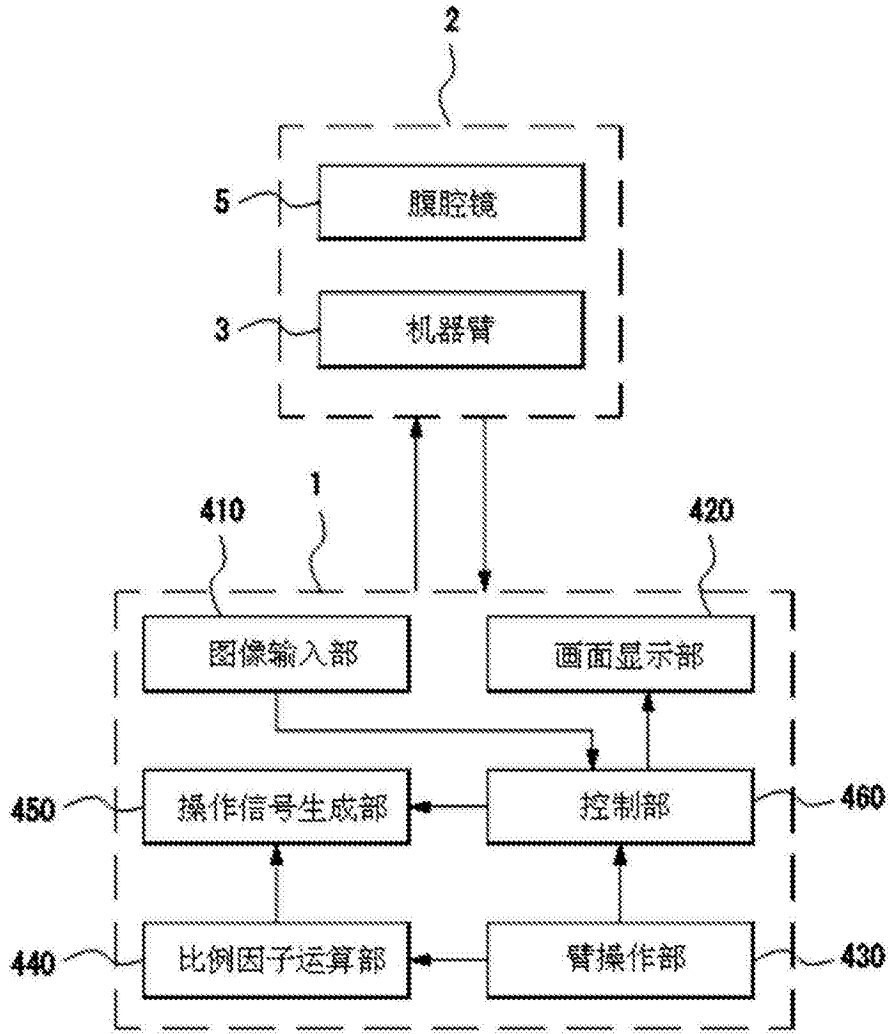 2
5
腹腔镜
3
机器臂
1
410
420
图像输入部
画面显示部
450
操作信号生成部
控制部
460
440
比例因子运算部
臂操作部
430